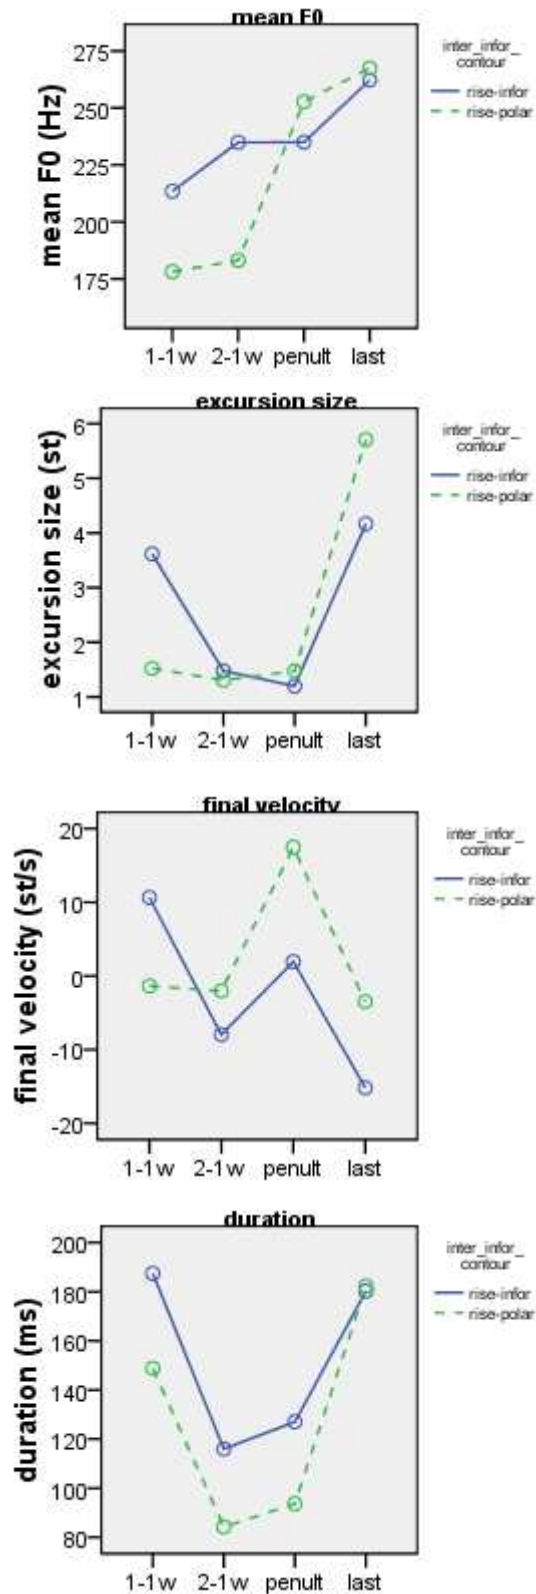 mean F0
mean F0 (Hz)
275
250
225
200
175
1-1w 2-1w penult last
inter_infor_
contour
rise-infor
rise-polar
excursion size
excursion size (st)
6
5
4
3
2
1
1-1w 2-1w penult last
inter_infor_
contour
rise-infor
rise-polar
final velocity
final velocity (st/s)
20
10
0
-10
-20
1-1w 2-1w penult last
inter_infor_
contour
rise-infor
rise-polar
duration
duration (ms)
200
180
160
140
120
100
80
1-1w 2-1w penult last
inter_infor_
contour
rise-infor
rise-polar